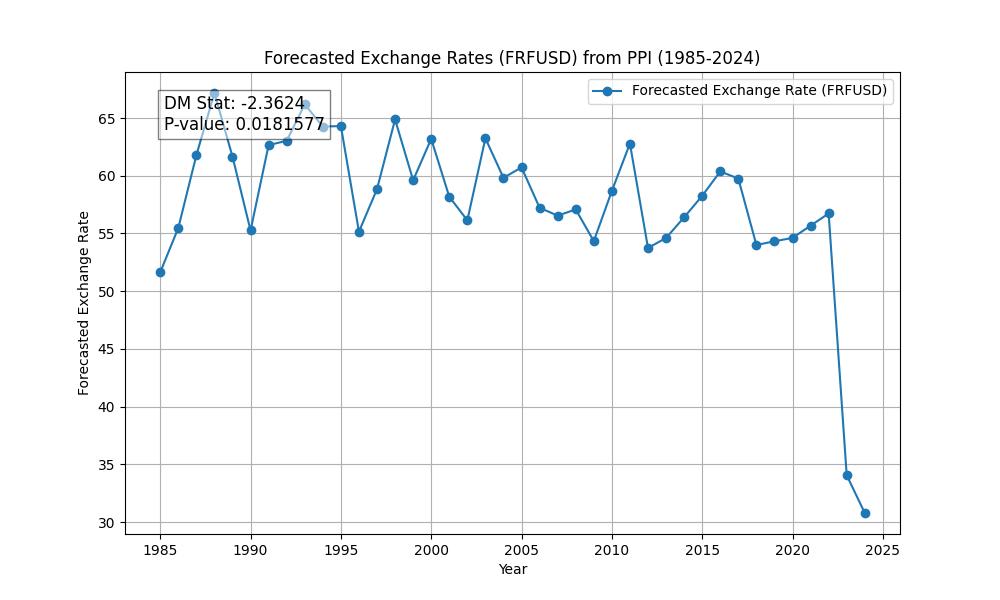 Forecasted Exchange Rates (FRFUSD) from PPI (1985-2024)
DM Stat: -2.3624
P-value: 0.0181577
Forecasted Exchange Rate (FRFUSD)
Forecasted Exchange Rate
65
60
55
50
45
40
35
30
1985 1990 1995 2000 2005 2010 2015 2020 2025
Year